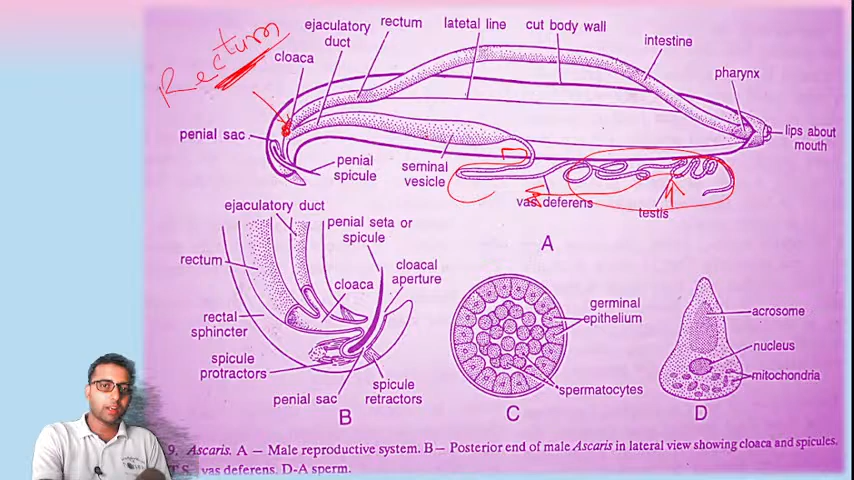 Rectum
ejaculatory
duct
rectum
latetal line
cut body wall
intestine
cloaca
pharynx
penial sac
lips about
mouth
penial
spicule
seminal
vesicle
vas deferens
testis
A
ejaculatory duct
penial seta or
spicule
rectum
cloacal
aperture
cloaca
rectal
sphincter
spicule
protractors
penial sac
spicule
retractors
B
germinal
epithelium
spermatocytes
C
acrosome
nucleus
mitochondria
D
9. Ascaris. A — Male reproductive system. B— Posterior end of male Ascaris in lateral view showing cloaca and spicules.
T.S. vas deferens. D-A sperm.